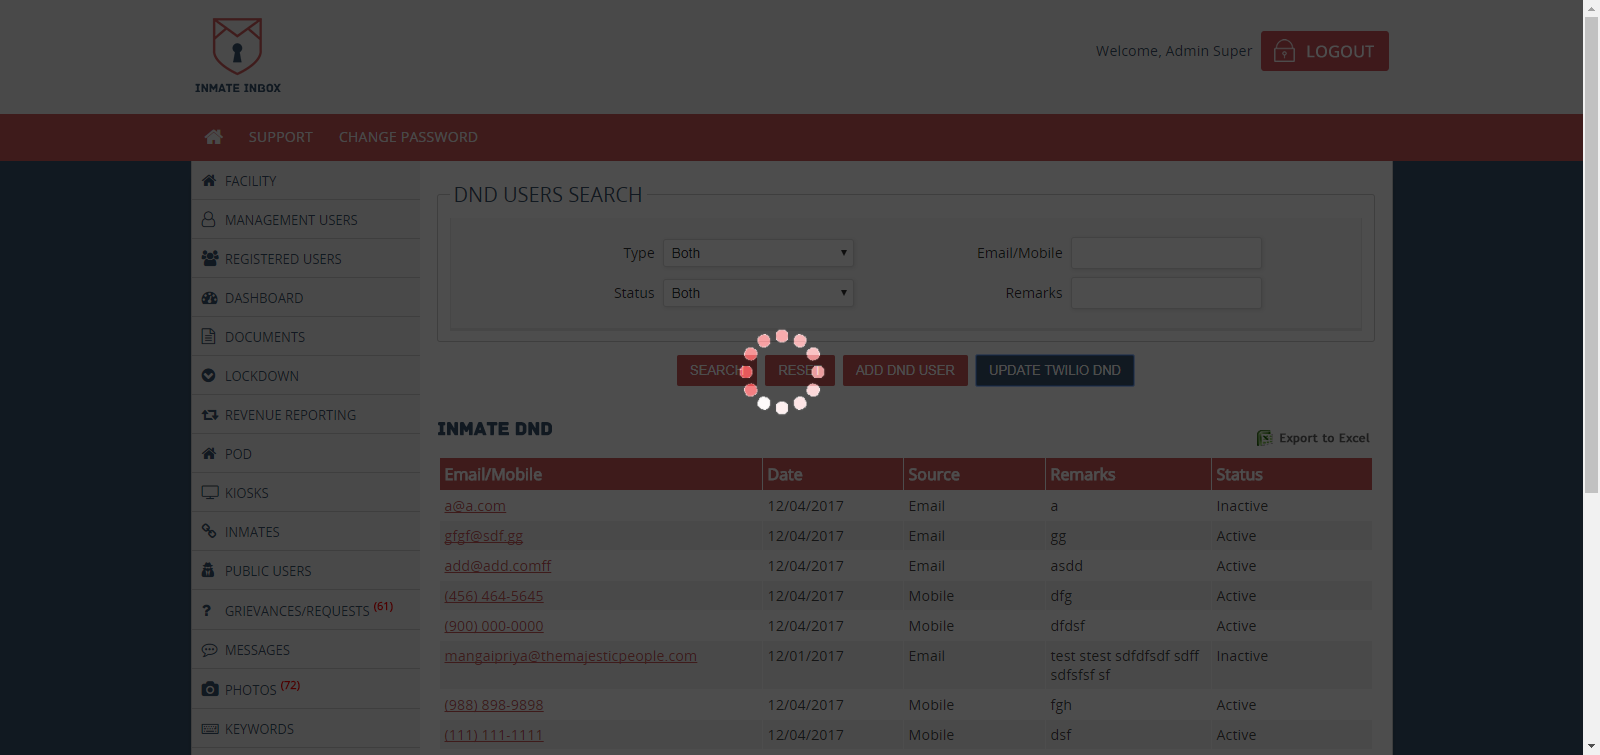 INMATE INBOX
Welcome, Admin Super
LOGOUT
SUPPORT
CHANGE PASSWORD
FACILITY
MANAGEMENT USERS
REGISTERED USERS
DASHBOARD
DOCUMENTS
LOCKDOWN
REVENUE REPORTING
POD
KIOSKS
INMATES
PUBLIC USERS
GRIEVANCES/REQUESTS (61)
MESSAGES
PHOTOS (72)
KEYWORDS
DND USERS SEARCH
Type Both Email/Mobile
Status Both Remarks
SEARCH RESET ADD DND USER UPDATE TWILIO DND
INMATE DND
Export to Excel
Email/Mobile Date Source Remarks Status
a@a.com 12/04/2017 Email a Inactive
gfgf@sdf.gg 12/04/2017 Email gg Active
add@add.comff 12/04/2017 Email asdd Active
(456) 464-5645 12/04/2017 Mobile dfg Active
(900) 000-0000 12/04/2017 Mobile dfdsf Active
mangaipriya@themajesticpeople.com 12/01/2017 Email test stest sdfdfsdf sdff Inactive
sdfsfsf sf
(988) 898-9898 12/04/2017 Mobile fgh Active
(111) 111-1111 12/04/2017 Mobile dsf Active